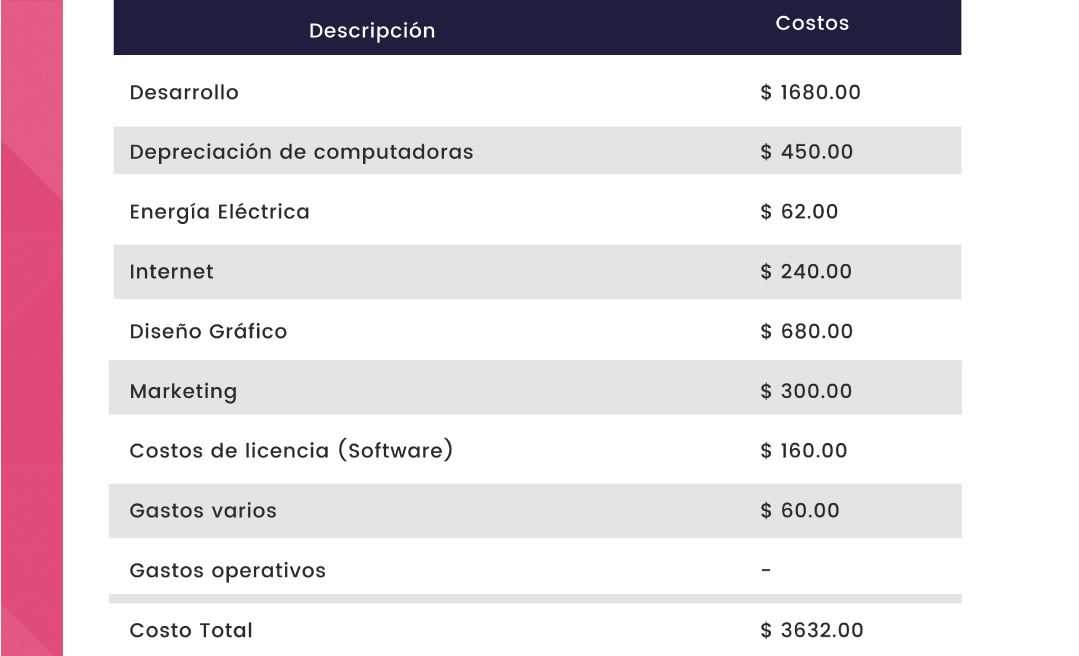 Descripción Costos
Desarrollo $ 1680.00
Depreciación de computadoras $ 450.00
Energía Eléctrica $ 62.00
Internet $ 240.00
Diseño Gráfico $ 680.00
Marketing $ 300.00
Costos de licencia (Software) $ 160.00
Gastos varios $ 60.00
Gastos operativos -
Costo Total $ 3632.00